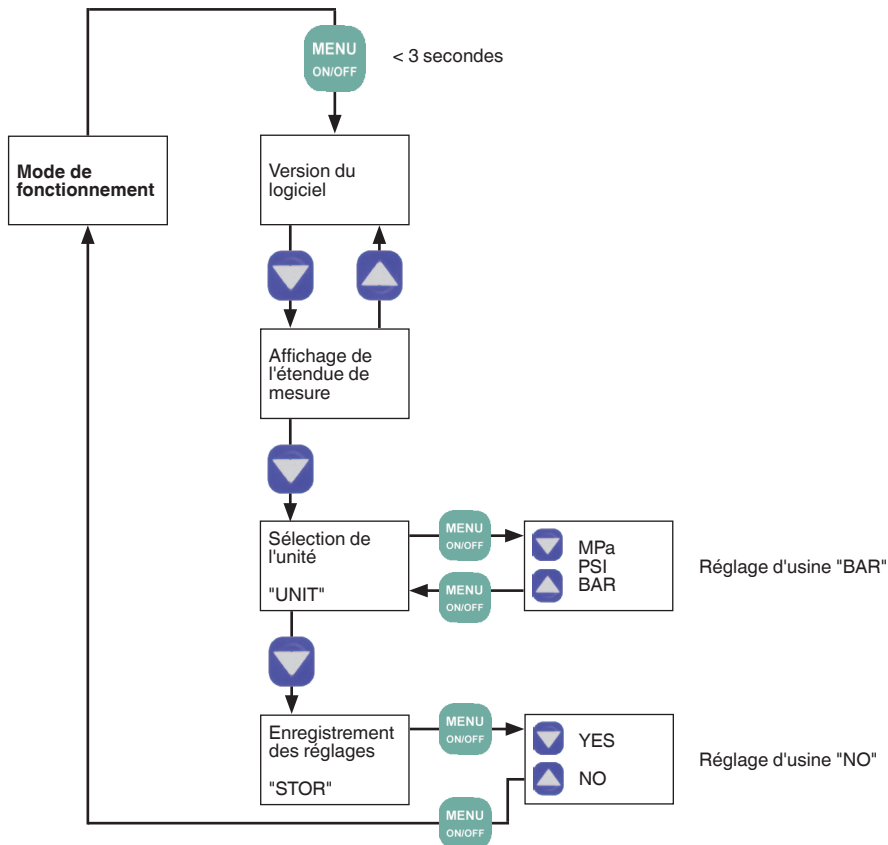 MENU
ON/OFF
< 3 secondes
Mode de
fonctionnement
Version du
logiciel
Affichage de
l'étendue de
mesure
Sélection de
l'unité
"UNIT"
MENU
ON/OFF
MENU
ON/OFF
MPa
PSI
BAR
Réglage d'usine "BAR"
Enregistrement
des réglages
"STOR"
MENU
ON/OFF
YES
NO
Réglage d'usine "NO"
MENU
ON/OFF